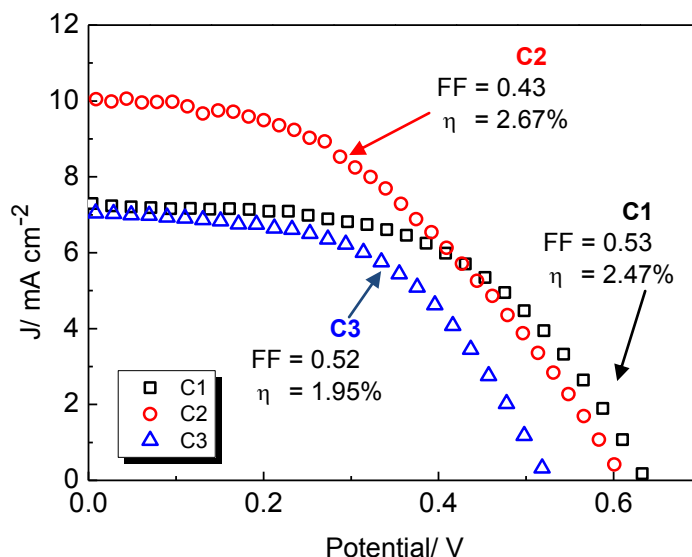 12
10
8
6
4
2
0
J/ mA cm⁻²
C2
FF = 0.43
η = 2.67%
C1
FF = 0.53
η = 2.47%
C3
FF = 0.52
η = 1.95%
C1
C2
C3
0.0 0.2 0.4 0.6
Potential/ V